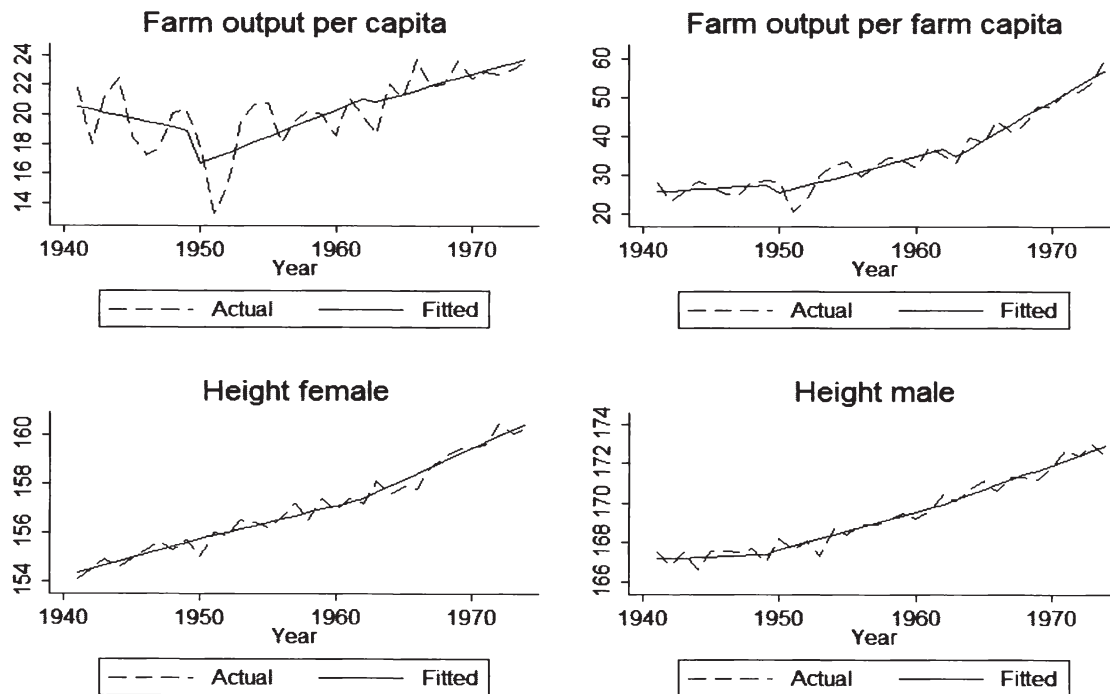 Farm output per capita
24
22
20
18
16
14
1940 1950 1960 1970
Year
Actual Fitted
Farm output per farm capita
60
50
40
30
20
1940 1950 1960 1970
Year
Actual Fitted
Height female
160
158
156
154
1940 1950 1960 1970
Year
Actual Fitted
Height male
174
172
170
168
166
1940 1950 1960 1970
Year
Actual Fitted